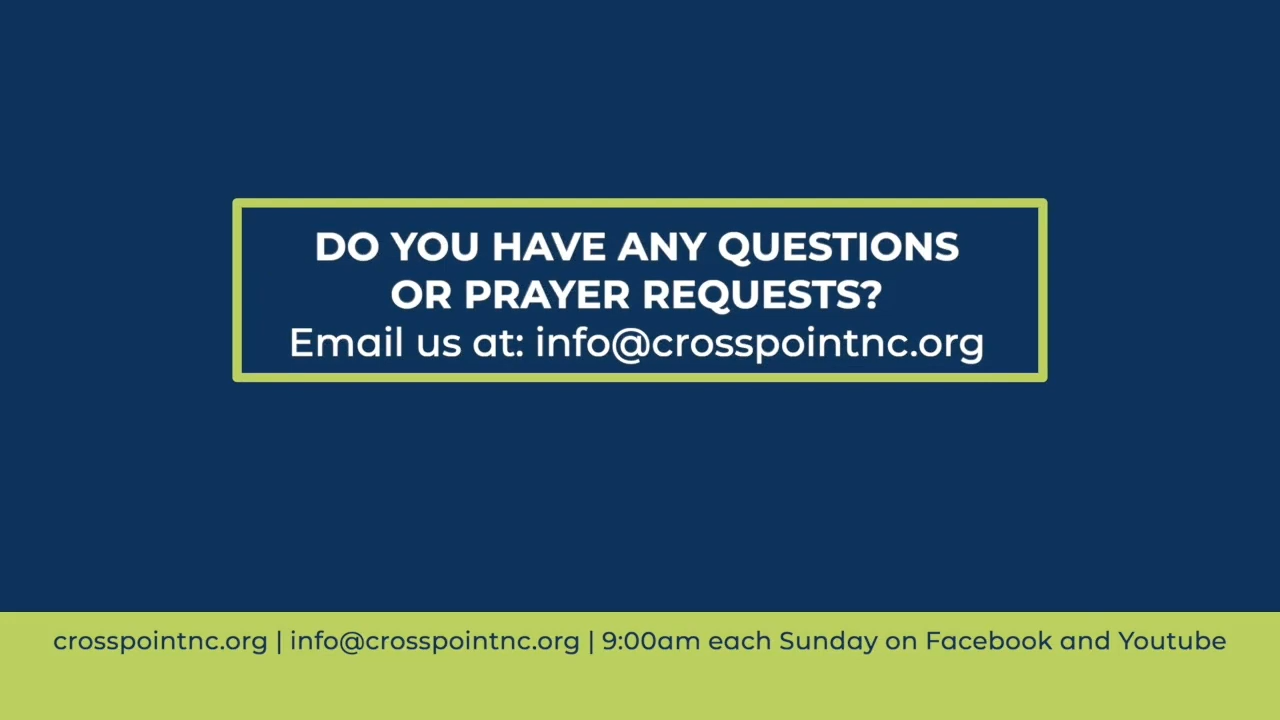 DO YOU HAVE ANY QUESTIONS
OR PRAYER REQUESTS?
Email us at: info@crosspointnc.org
crosspointnc.org | info@crosspointnc.org | 9:00am each Sunday on Facebook and Youtube